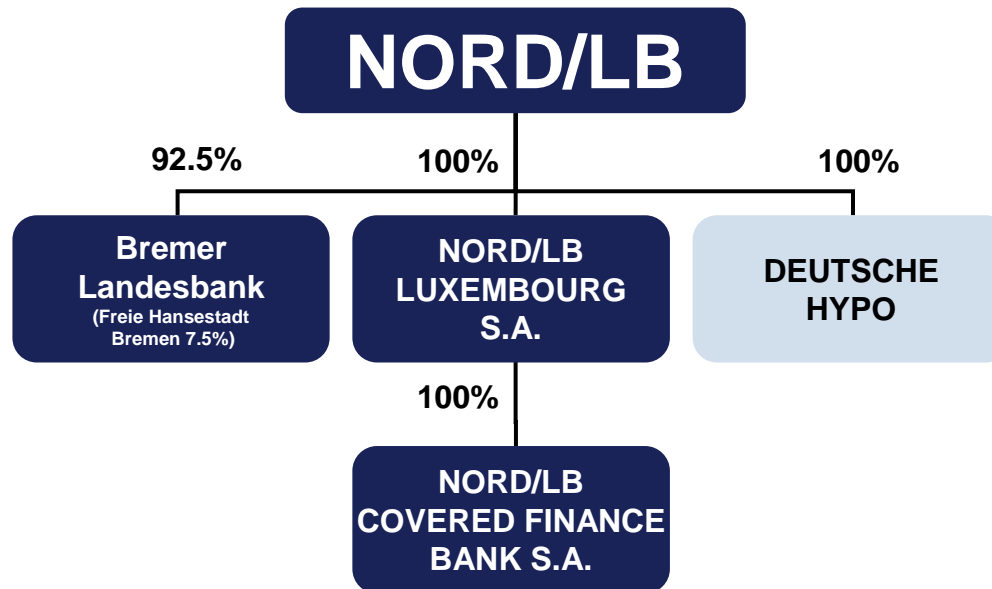 NORD/LB
92.5%
100%
100%
Bremer
Landesbank
(Freie Hansestadt
Bremen 7.5%)
NORD/LB
LUXEMBOURG
S.A.
DEUTSCHE
HYPO
100%
NORD/LB
COVERED FINANCE
BANK S.A.